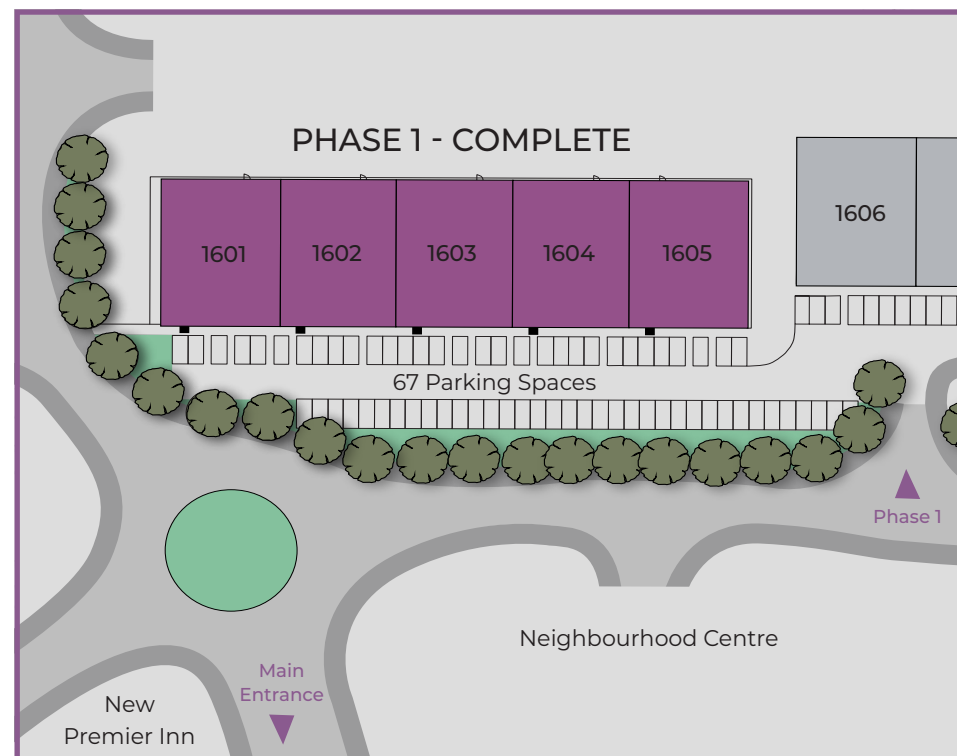 PHASE 1 - COMPLETE
1601
1602
1603
1604
1605
1606
67 Parking Spaces
Phase 1
Neighbourhood Centre
Main
Entrance
New
Premier Inn